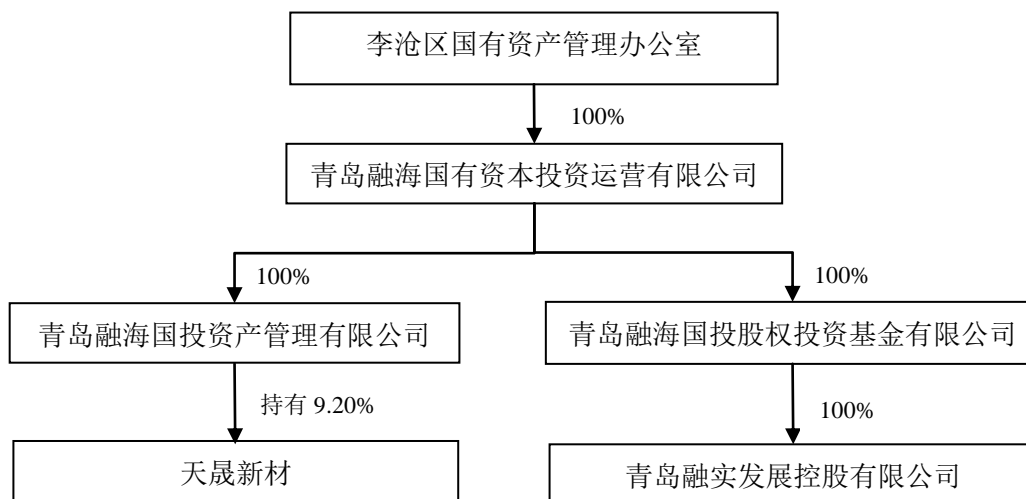 李沧区国有资产管理办公室
100%
青岛融海国有资本投资运营有限公司
100%
100%
青岛融海国投资产管理有限公司
青岛融海国投股权投资基金有限公司
持有 9.20%
100%
天晟新材
青岛融实发展控股有限公司